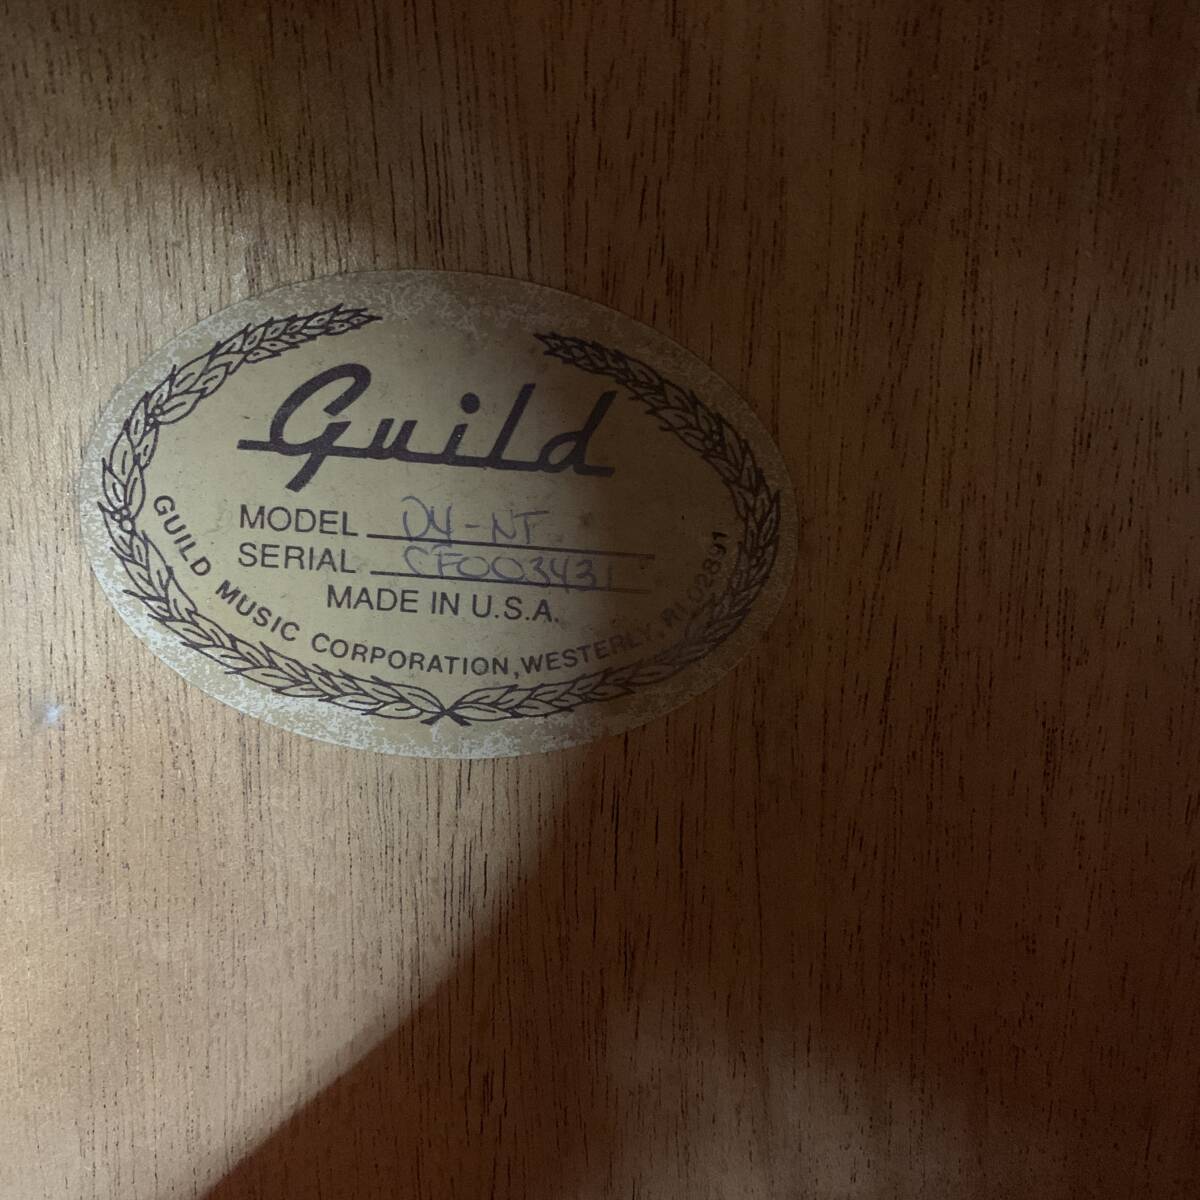 Guild
MODEL D4-NT
SERIAL CF003431
MADE IN U.S.A.
GUILD MUSIC CORPORATION, WESTERLY, RI.02891